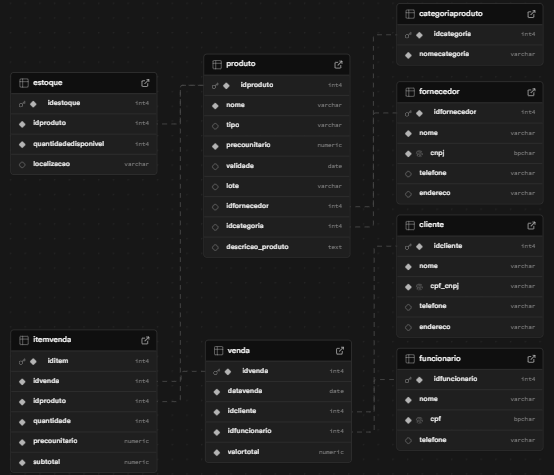 categoriaproduto
idcategoria int4
nomecategoria varchar
produto
idproduto int4
nome varchar
tipo varchar
precounitario numeric
validade date
lote varchar
idfornecedor int4
idcategoria int4
descricao_produto text
estoque
idestoque int4
idproduto int4
quantidadedisponivel int4
localizacao varchar
fornecedor
idfornecedor int4
nome varchar
cnpj bpchar
telefone varchar
endereco varchar
cliente
idcliente int4
nome varchar
cpf_cnpj varchar
telefone varchar
endereco varchar
itemvenda
iditem int4
idvenda int4
idproduto int4
quantidade int4
precounitario numeric
subtotal numeric
venda
idvenda int4
datavenda date
idcliente int4
idfuncionario int4
valortotal numeric
funcionario
idfuncionario int4
nome varchar
cpf bpchar
telefone varchar